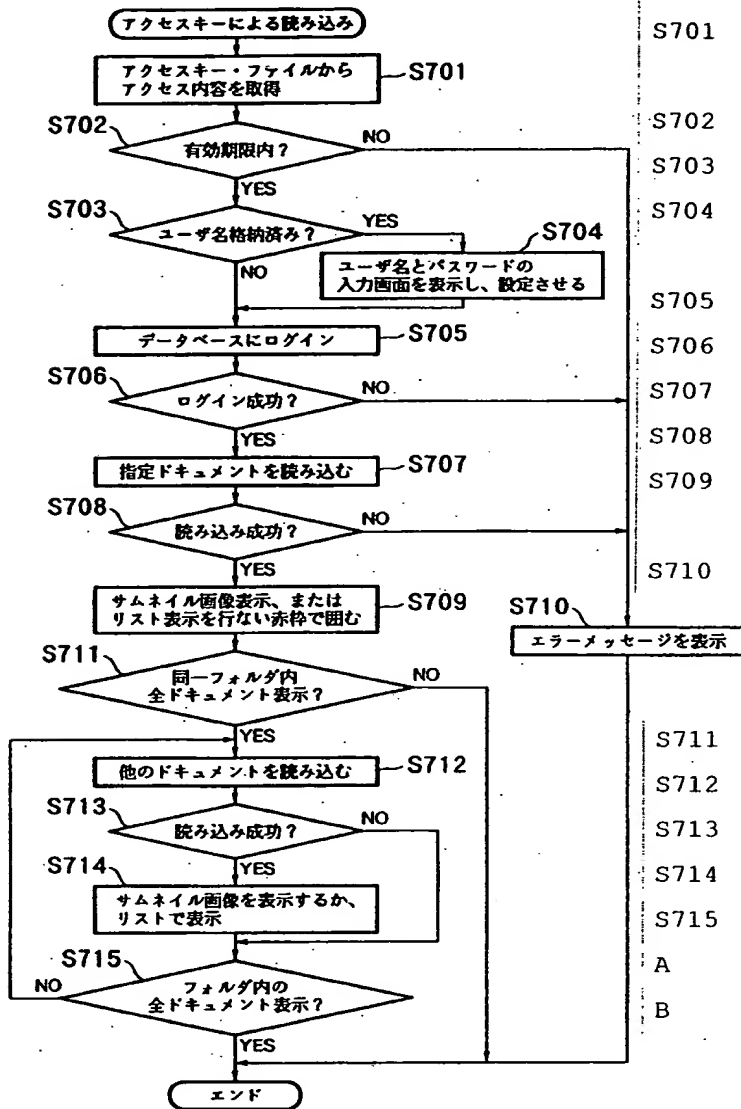 アクセスキーによる読み込み
アクセスキー・ファイルから
アクセス内容を取得
S701
S702
有効期限内?
NO
YES
S703
ユーザ名格納済み?
YES
NO
S704
ユーザ名とパスワードの
入力画面を表示し、設定させる
データベースにログイン
S705
S706
ログイン成功?
NO
YES
指定ドキュメントを読み込む
S707
S708
読み込み成功?
NO
YES
サムネイル画像表示、または
リスト表示を行ない赤枠で囲む
S709
S710
エラーメッセージを表示
S711
同一フォルダ内
全ドキュメント表示?
NO
YES
他のドキュメントを読み込む
S712
S713
読み込み成功?
NO
YES
S714
サムネイル画像を表示するか、
リストで表示
S715
フォルダ内の
全ドキュメント表示?
NO
YES
エンド
S701
S702
S703
S704
S705
S706
S707
S708
S709
S710
S711
S712
S713
S714
S715
A
B